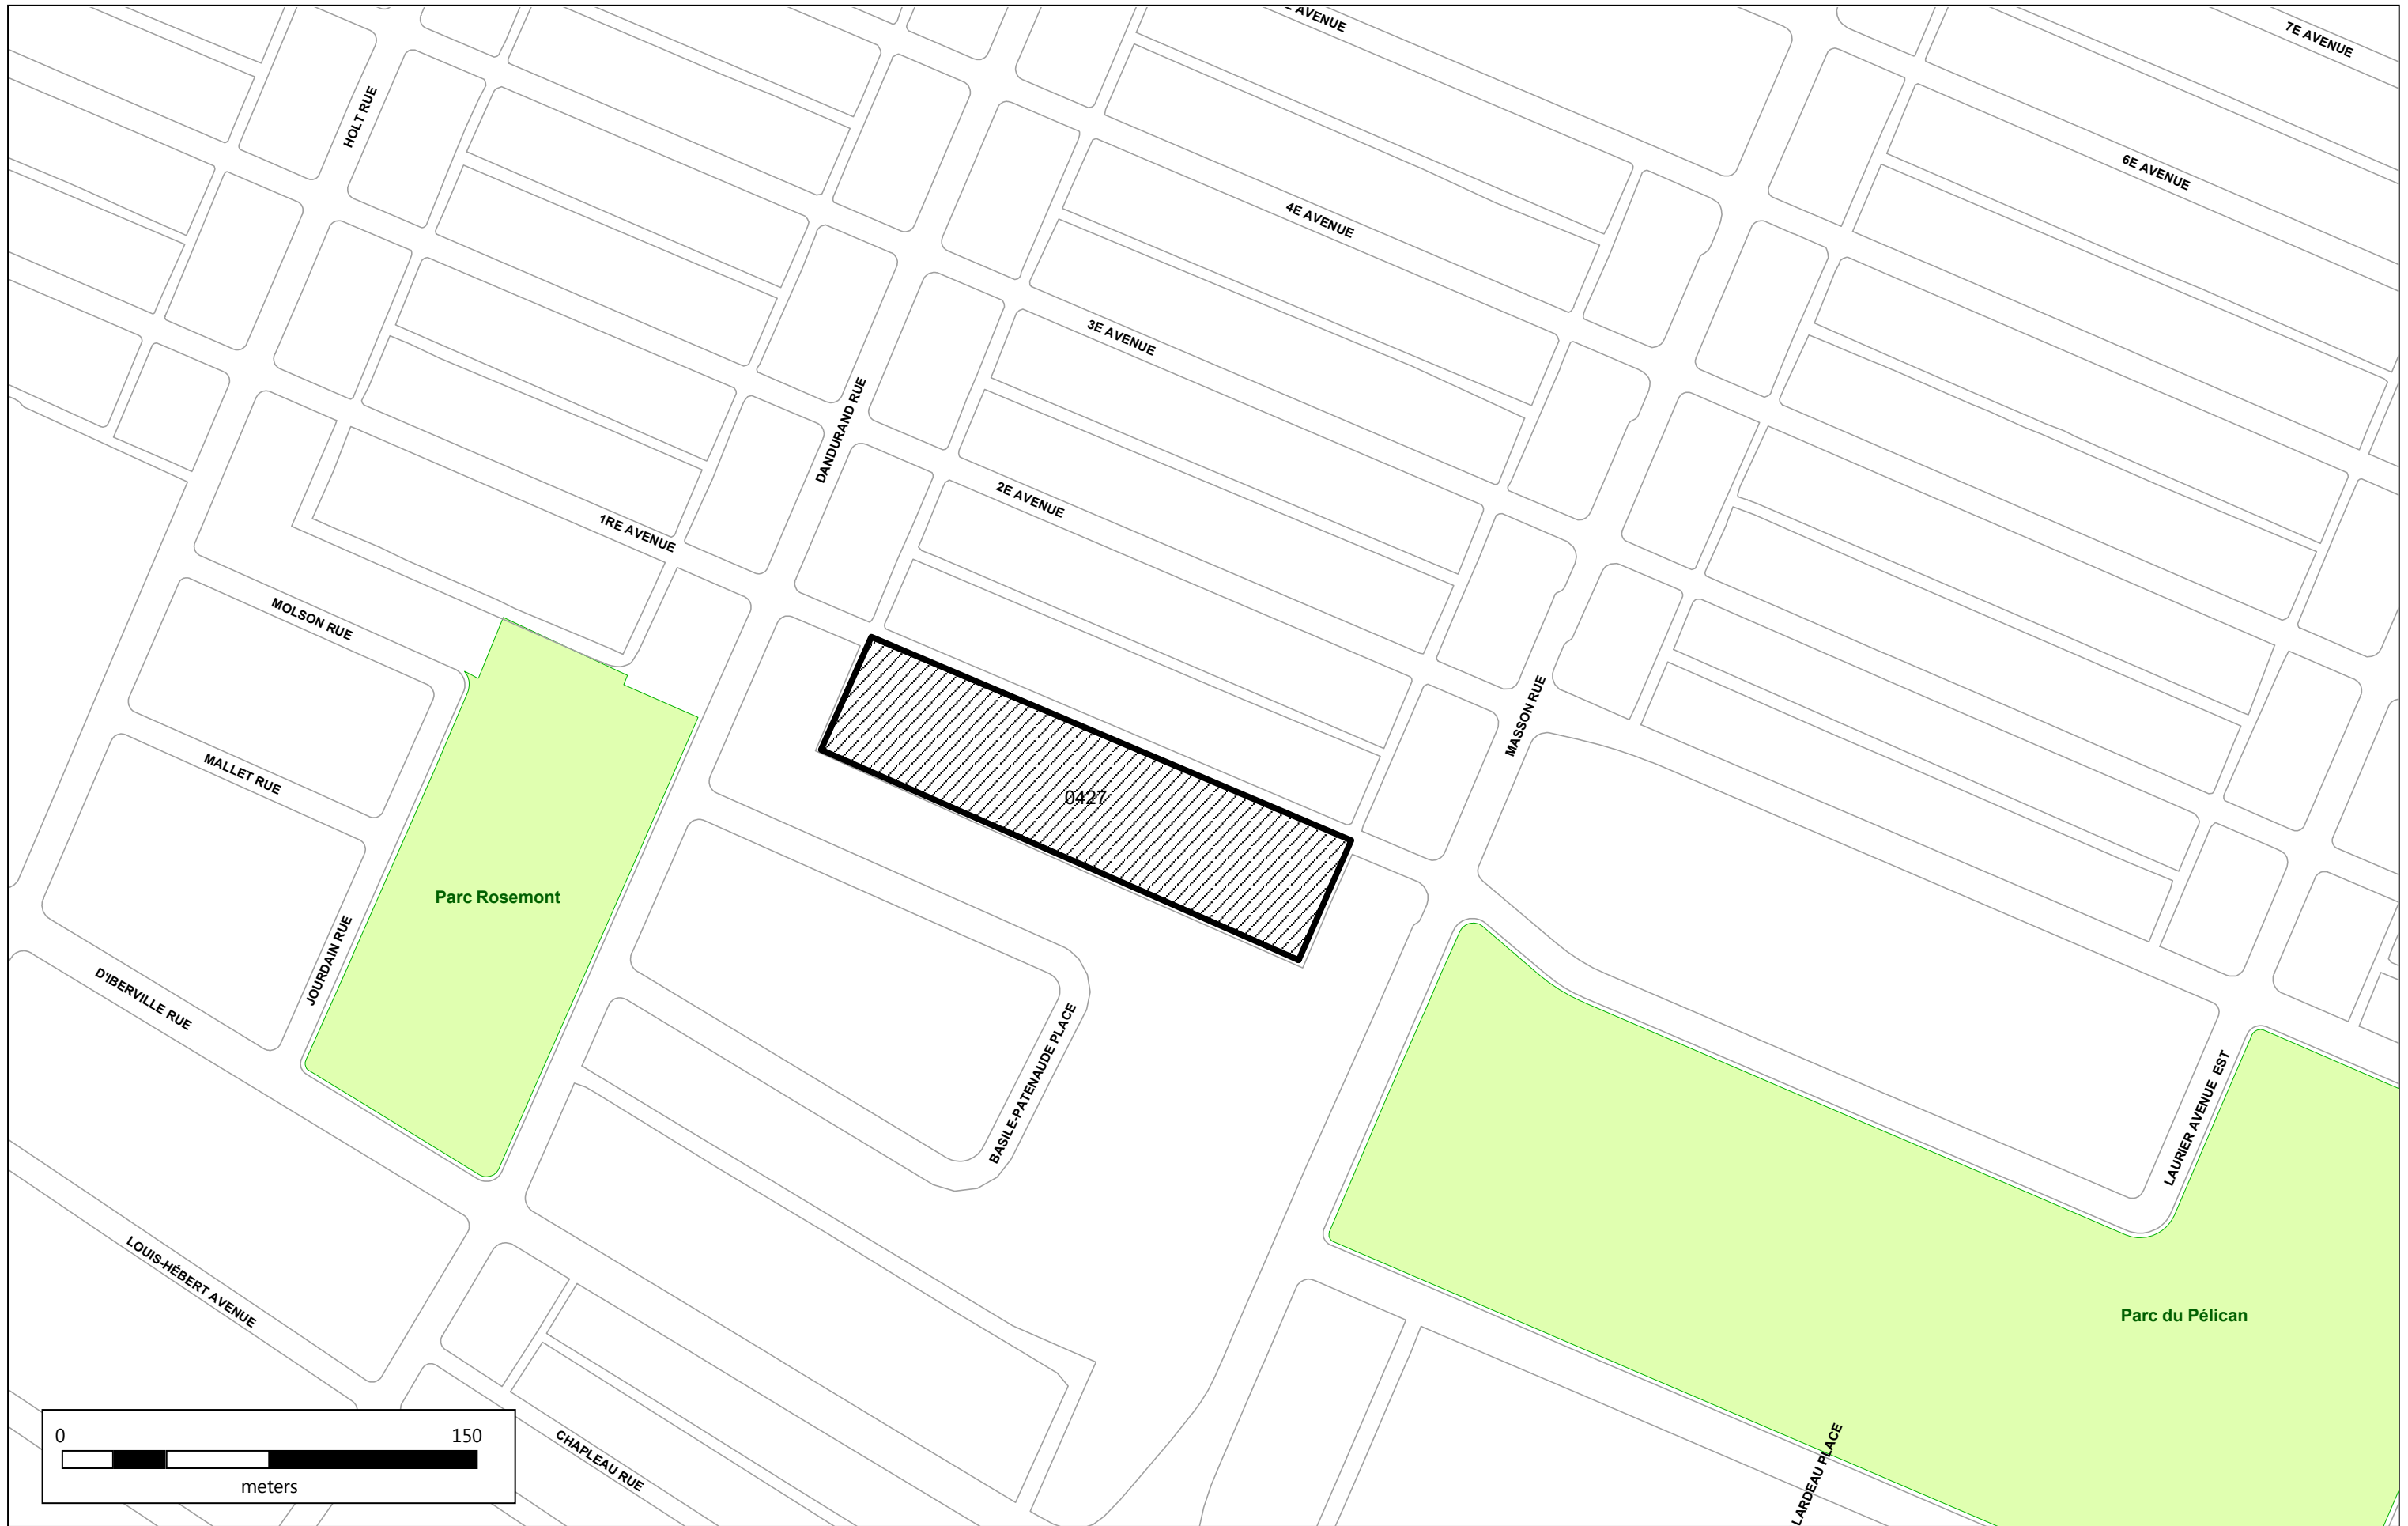 E AVENUE
7E AVENUE
HOLT RUE
6E AVENUE
4E AVENUE
3E AVENUE
DANDURAND RUE
2E AVENUE
1RE AVENUE
MOLSON RUE
MASSON RUE
MALLET RUE
0427
Parc Rosemont
JOURDAIN RUE
D'IBERVILLE RUE
BASILE-PATENAUDE PLACE
LAURIER AVENUE EST
LOUIS-HÉBERT AVENUE
Parc du Pélican
CHAPLEAU RUE
LARDEAU PLACE
0 150
meters